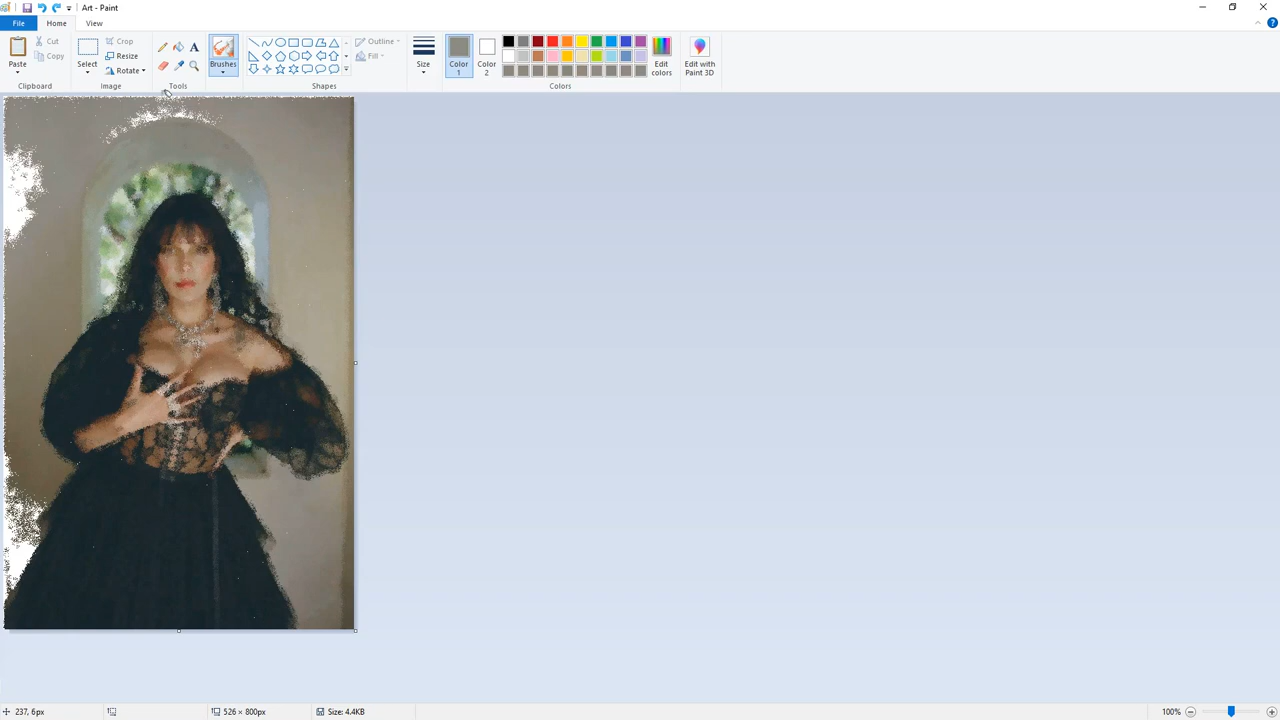 Art - Paint
File Home View
Paste
Cut
Copy
Clipboard
Select
Crop
Resize
Rotate
Image
A
Tools
Brushes
Outline
Fill
Shapes
Size
Color 1
Color 2
Edit colors
Colors
Edit with Paint 3D
237, 6px
526 × 800px
Size: 4.4KB
100%